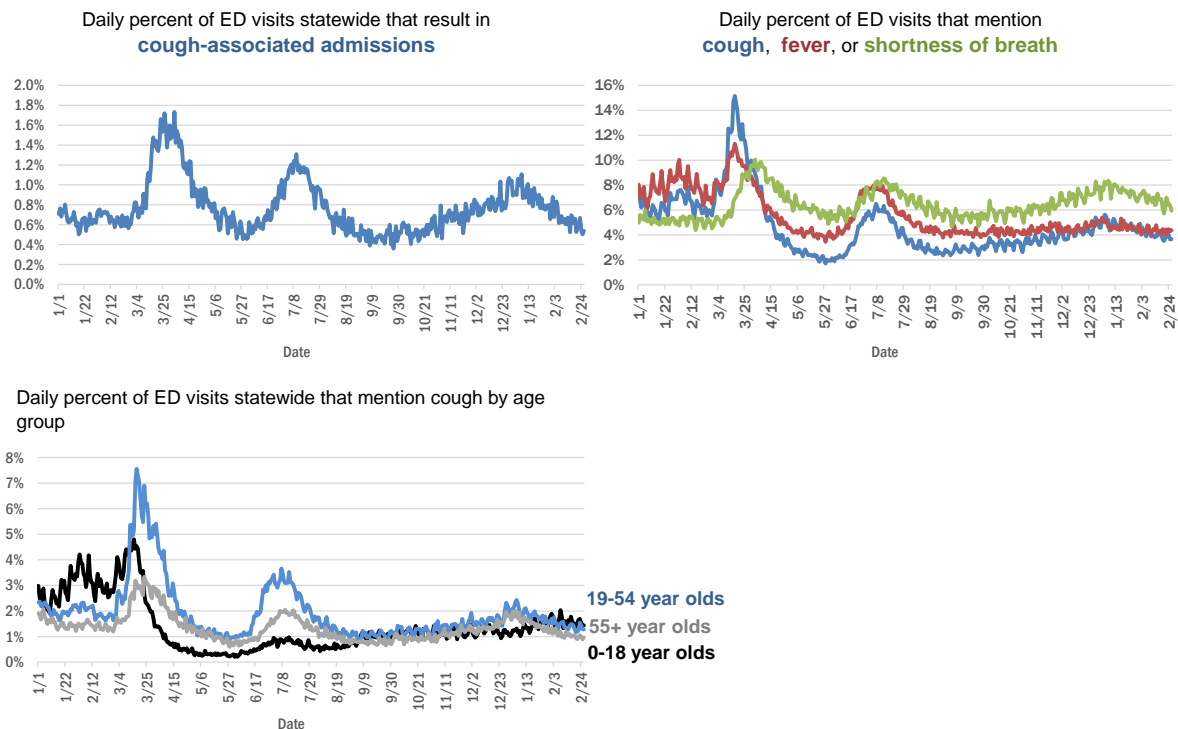 Daily percent of ED visits statewide that result in
cough-associated admissions
2.0%
1.8%
1.6%
1.4%
1.2%
1.0%
0.8%
0.6%
0.4%
0.2%
0.0%
1/1 1/22 2/12 3/4 3/25 4/15 5/6 5/27 6/17 7/8 7/29 8/19 9/9 9/30 10/21 11/11 12/2 12/23 1/13 2/3 2/24
Date
Daily percent of ED visits that mention
cough, fever, or shortness of breath
16%
14%
12%
10%
8%
6%
4%
2%
0%
1/1 1/22 2/12 3/4 3/25 4/15 5/6 5/27 6/17 7/8 7/29 8/19 9/9 9/30 10/21 11/11 12/2 12/23 1/13 2/3 2/24
Date
Daily percent of ED visits statewide that mention cough by age
group
8%
7%
6%
5%
4%
3%
2%
1%
0%
1/1 1/22 2/12 3/4 3/25 4/15 5/6 5/27 6/17 7/8 7/29 8/19 9/9 9/30 10/21 11/11 12/2 12/23 1/13 2/3 2/24
Date
19-54 year olds
55+ year olds
0-18 year olds